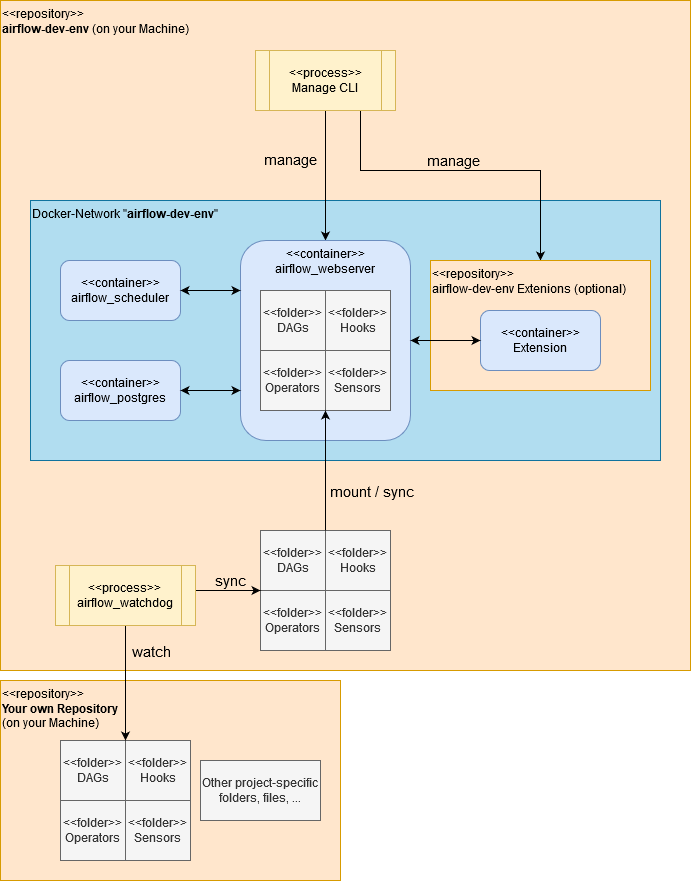 <<repository>>
airflow-dev-env (on your Machine)
<<process>>
Manage CLI
manage
manage
Docker-Network "airflow-dev-env"
<<container>>
airflow_webserver
<<container>>
airflow_scheduler
<<repository>>
airflow-dev-env Extenions (optional)
<<folder>>
DAGs
<<folder>>
Hooks
<<container>>
Extension
<<container>>
airflow_postgres
<<folder>>
Operators
<<folder>>
Sensors
mount / sync
<<folder>>
DAGs
<<folder>>
Hooks
<<process>>
airflow_watchdog
sync
<<folder>>
Operators
<<folder>>
Sensors
watch
<<repository>>
Your own Repository
(on your Machine)
<<folder>>
DAGs
<<folder>>
Hooks
Other project-specific
folders, files, ...
<<folder>>
Operators
<<folder>>
Sensors